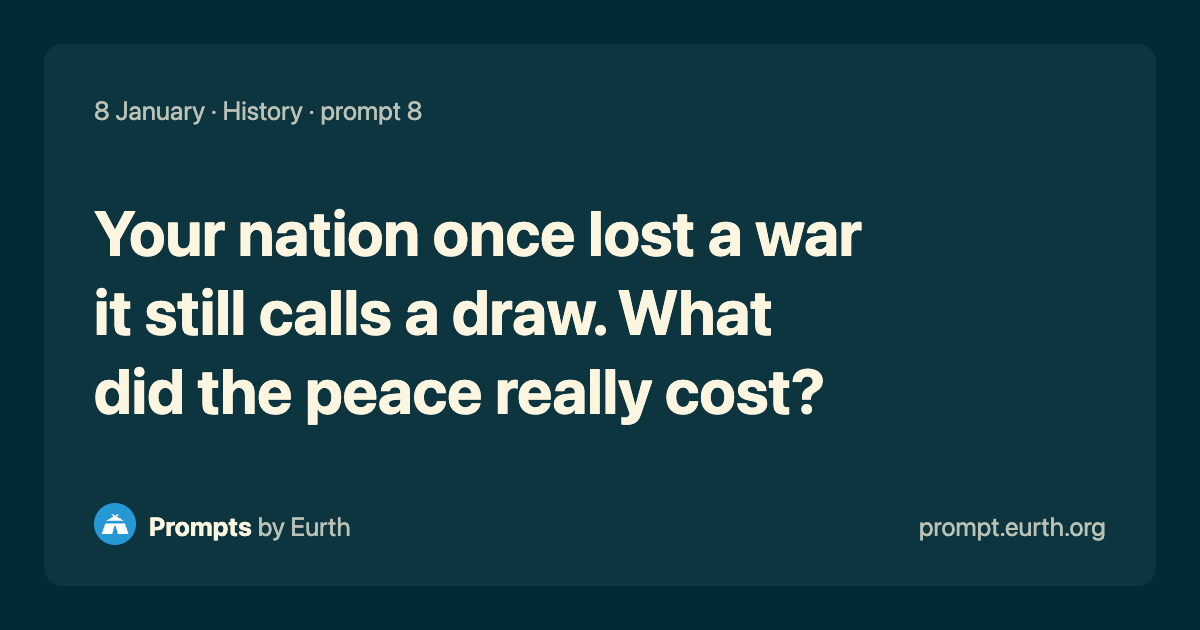 8 January · History · prompt 8
Your nation once lost a war
it still calls a draw. What
did the peace really cost?
Prompts by Eurth
prompt.eurth.org